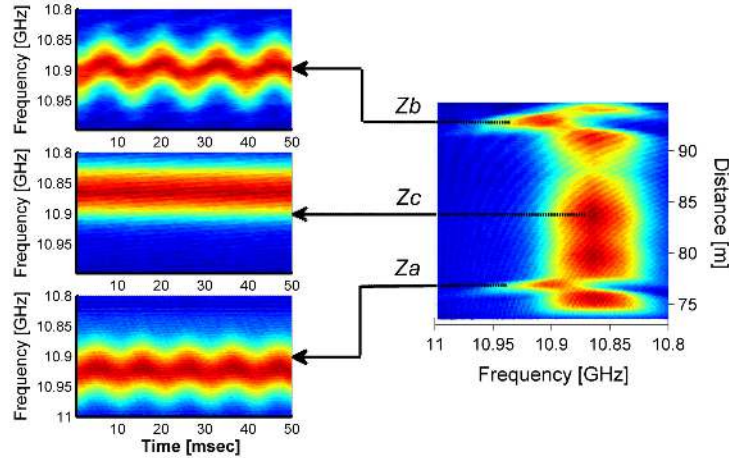 10.8
10.85
10.9
10.95
Frequency [GHz]
10 20 30 40 50
10.8
10.85
10.9
10.95
Frequency [GHz]
10 20 30 40 50
10.8
10.9
10.95
11
Frequency [GHz]
10 20 30 40 50
Time [msec]
Zb
Zc
Za
90
85
80
75
Distance [m]
11 10.95 10.9 10.85 10.8
Frequency [GHz]